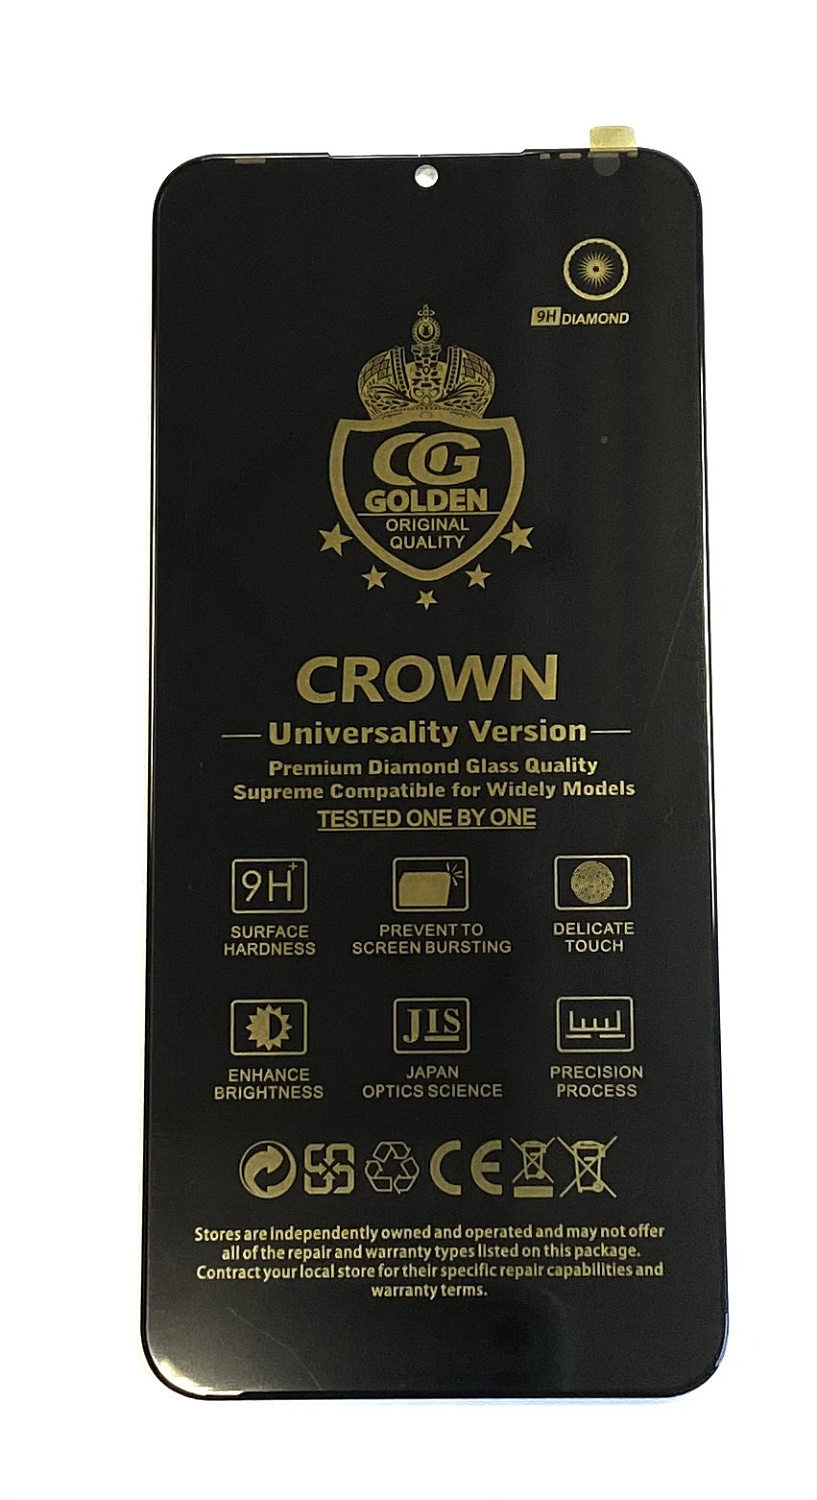 9H DIAMOND
CG
GOLDEN
ORIGINAL
QUALITY
CROWN
Universality Version
Premium Diamond Glass Quality
Supreme Compatible for Widely Models
TESTED ONE BY ONE
9H+
SURFACE
HARDNESS
PREVENT TO
SCREEN BURSTING
DELICATE
TOUCH
ENHANCE
BRIGHTNESS
JIS
JAPAN
OPTICS SCIENCE
PRECISION
PROCESS
CE
Stores are independently owned and operated and may not offer
all of the repair and warranty types listed on this package.
Contract your local store for their specific repair capabilities and
warranty terms.